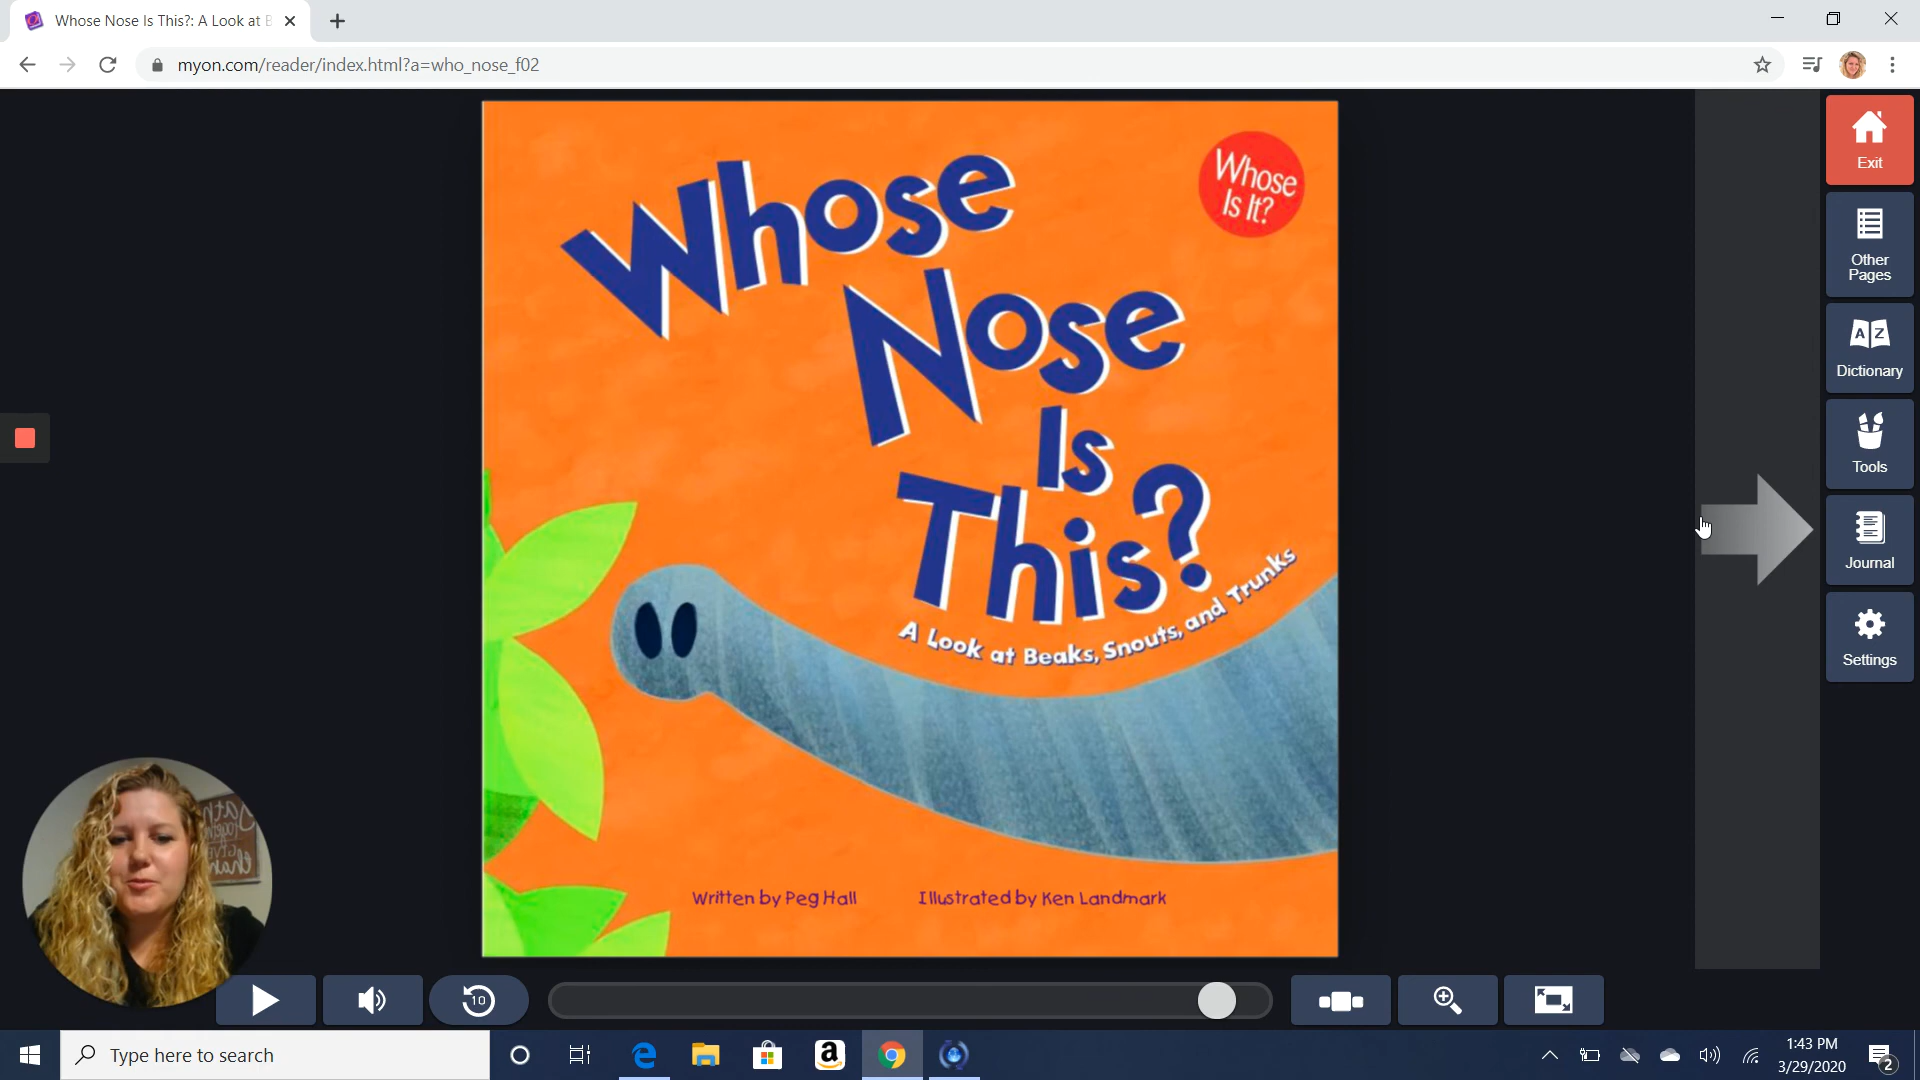 Whose Nose Is This?: A Look at B
myon.com/reader/index.html?a=who_nose_f02
Whose
Nose
Is
This?
A Look at Beaks, Snouts, and Trunks
Whose
Is It?
Written by Peg Hall
Illustrated by Ken Landmark
Exit
Other
Pages
A Z
Dictionary
Tools
Journal
Settings
10
Type here to search
a
1:43 PM
3/29/2020
2